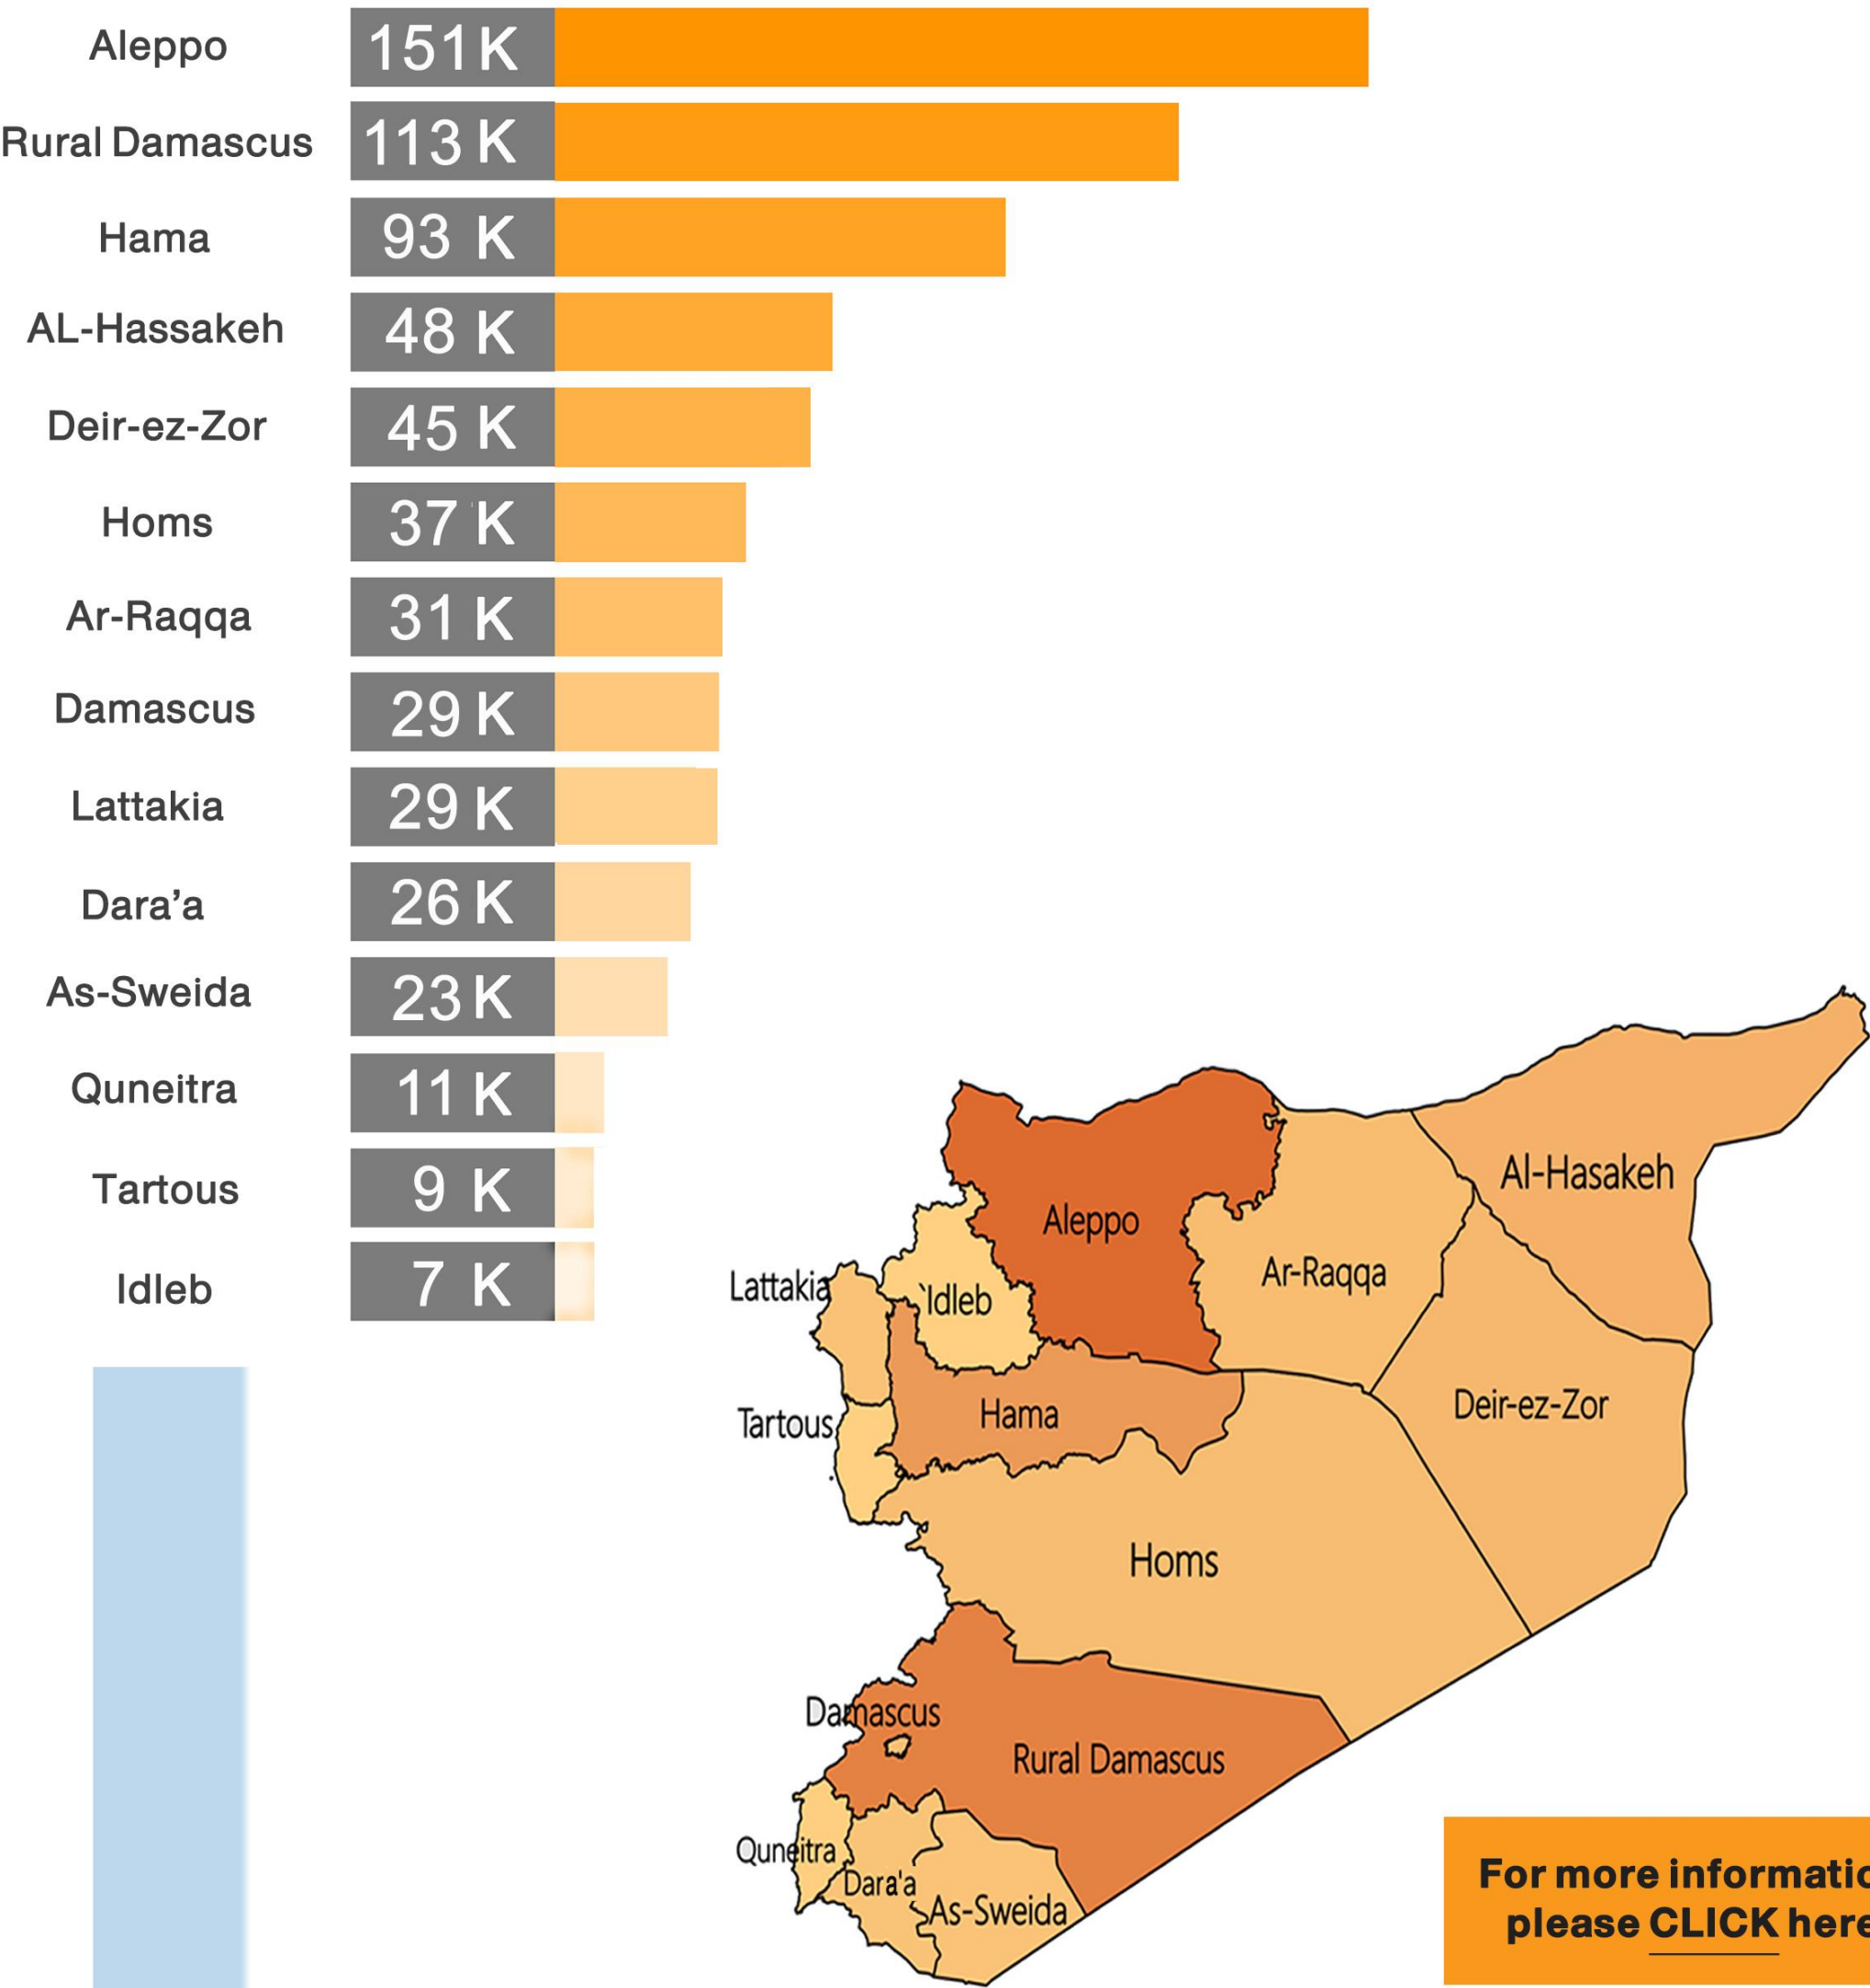 Aleppo 151 K
Rural Damascus 113 K
Hama 93 K
AL-Hassakeh 48 K
Deir-ez-Zor 45 K
Homs 37 K
Ar-Raqqa 31 K
Damascus 29 K
Lattakia 29 K
Dara’a 26 K
As-Sweida 23 K
Quneitra 11 K
Tartous 9 K
Idleb 7 K
Al-Hasakeh
Aleppo
Ar-Raqqa
Lattakia
`Idleb
Deir-ez-Zor
Hama
Tartous
Homs
Damascus
Rural Damascus
Quneitra
Dara'a
As-Sweida
For more informatio
please CLICK here